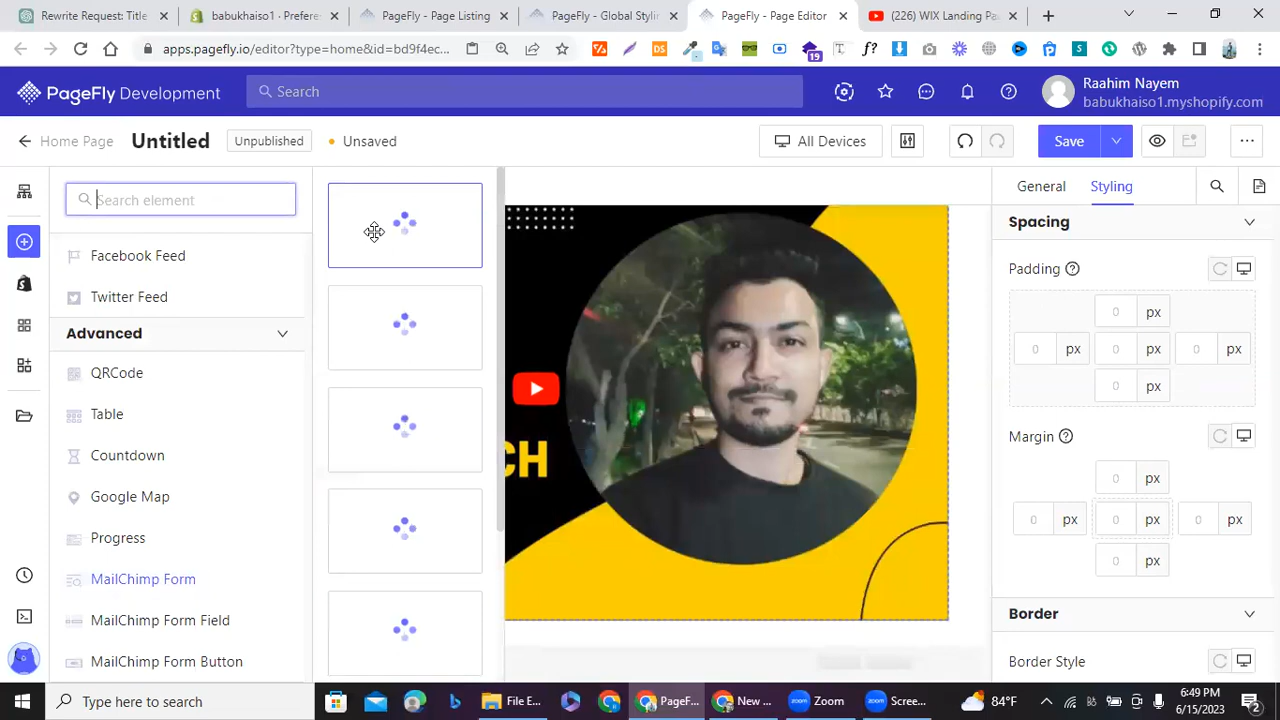 Request: Title
babukhaiso1 · Prefere
PageFly - Page Listing
PageFly - Global Stylin
PageFly - Page Editor
(226) WIX Landing Pa
apps.pagefly.io/editor?type=home&id=bd9f4ec...
19
PageFly Development
Search
Raahim Nayem
babukhaiso1.myshopify.com
Home Page
Untitled
Unpublished
Unsaved
All Devices
Save
Search element
Facebook Feed
Twitter Feed
Advanced
QRCode
Table
Countdown
Google Map
Progress
MailChimp Form
MailChimp Form Field
MailChimp Form Button
CH
General
Styling
Spacing
Padding
0 px
0 px 0 px 0 px
0 px
Margin
0 px
0 px 0 px 0 px
0 px
Border
Border Style
Type here to search
File E...
PageF...
New ...
Zoom
Scree...
84°F
6:49 PM
6/15/2023
2